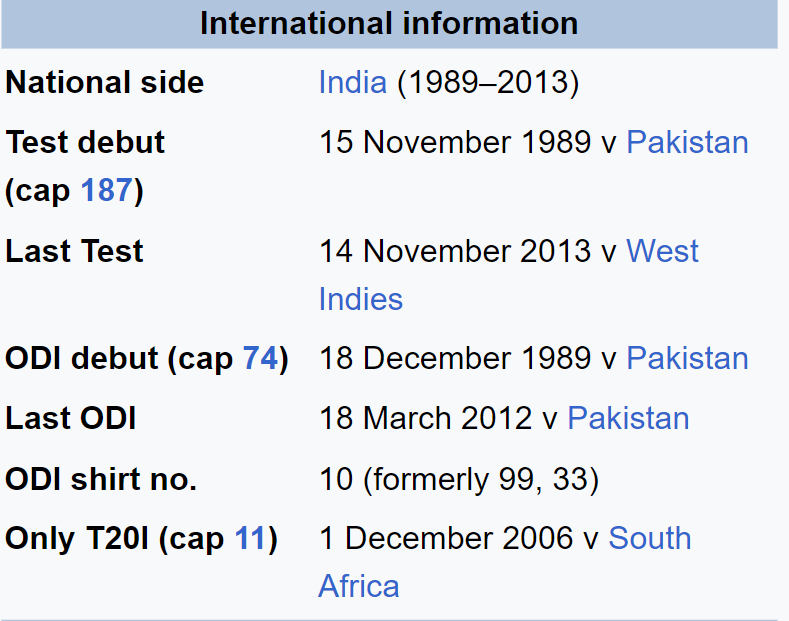 International information
National side India (1989–2013)
Test debut 15 November 1989 v Pakistan
(cap 187)
Last Test 14 November 2013 v West
Indies
ODI debut (cap 74) 18 December 1989 v Pakistan
Last ODI 18 March 2012 v Pakistan
ODI shirt no. 10 (formerly 99, 33)
Only T20I (cap 11) 1 December 2006 v South
Africa